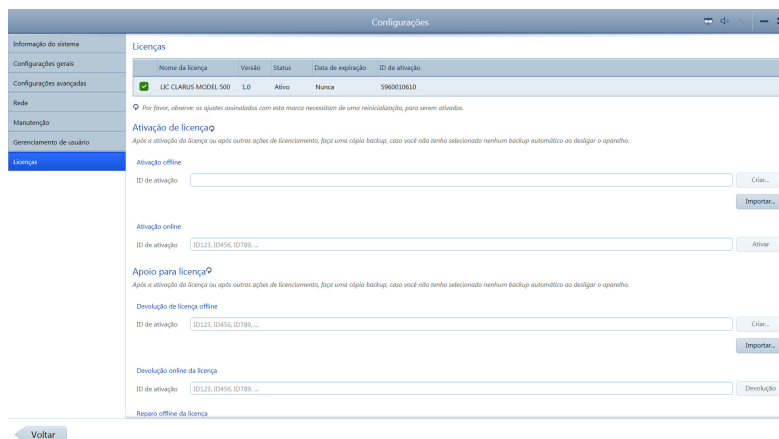 Configurações
Informação do sistema
Configurações gerais
Configurações avançadas
Rede
Manutenção
Gerenciamento de usuário
Licenças
Licenças
Nome da licença Versão Status Data de expiração ID de ativação
LIC CLARUS MODEL 500 1.0 Ativo Nunca 5960010610
Por favor, observe: os ajustes assinalados com esta marca necessitam de uma reinicialização, para serem ativados.
Ativação de licença
Após a ativação da licença ou após outras ações de licenciamento, faça uma cópia backup, caso você não tenha selecionado nenhum backup automático ao desligar o aparelho.
Ativação offline
ID de ativação Criar...
Importar...
Ativação online
ID de ativação ID123, ID456, ID789, ... Ativar
Apoio para licença
Após a ativação da licença ou após outras ações de licenciamento, faça uma cópia backup, caso você não tenha selecionado nenhum backup automático ao desligar o aparelho.
Devolução de licença offline
ID de ativação ID123, ID456, ID789, ... Criar...
Importar...
Devolução online da licença
ID de ativação ID123, ID456, ID789, ... Devolução
Reparo offline da licença
Voltar